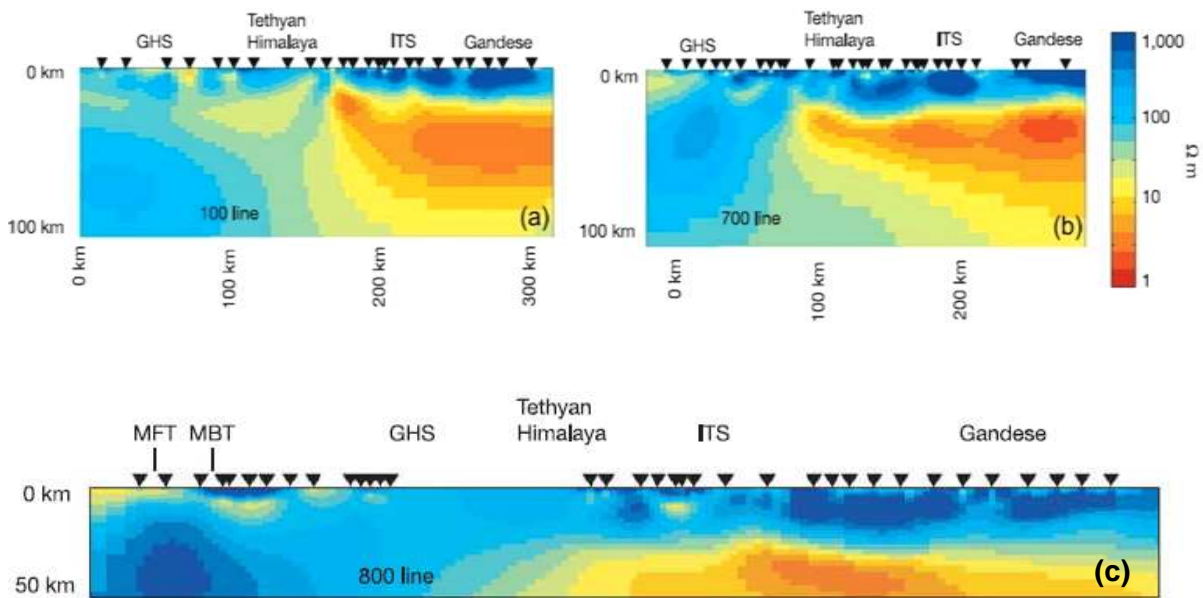 Tethyan
GHS Himalaya ITS Gandese
0 km
100 km
100 line
(a)
0 km
100 km
200 km
300 km
Tethyan
GHS Himalaya ITS Gandese
0 km
100 km
700 line
(b)
0 km
100 km
200 km
1,000
100
10
1
Ω m
Tethyan
MFT MBT GHS Himalaya ITS Gandese
0 km
50 km
800 line
(c)